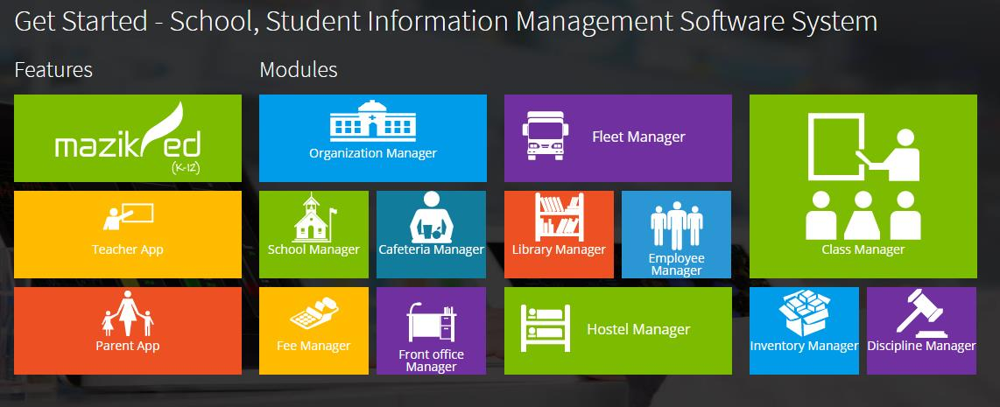 Get Started - School, Student Information Management Software System
Features
Modules
mazik ed
(K-12)
Organization Manager
Fleet Manager
Class Manager
Teacher App
School Manager
Cafeteria Manager
Library Manager
Employee
Manager
Parent App
Fee Manager
Front office
Manager
Hostel Manager
Inventory Manager
Discipline Manager